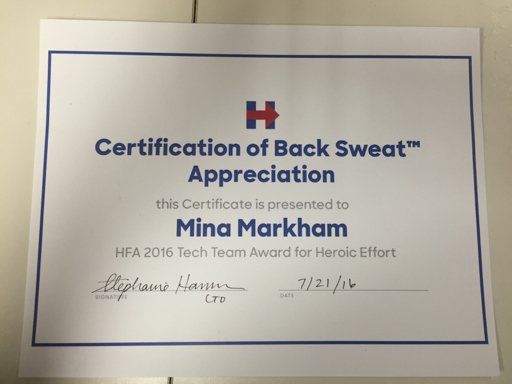 H
Certification of Back Sweat™
Appreciation
this Certificate is presented to
Mina Markham
HFA 2016 Tech Team Award for Heroic Effort
Stephanie Hannon
7/21/16
SIGNATURE
CTO
DATE